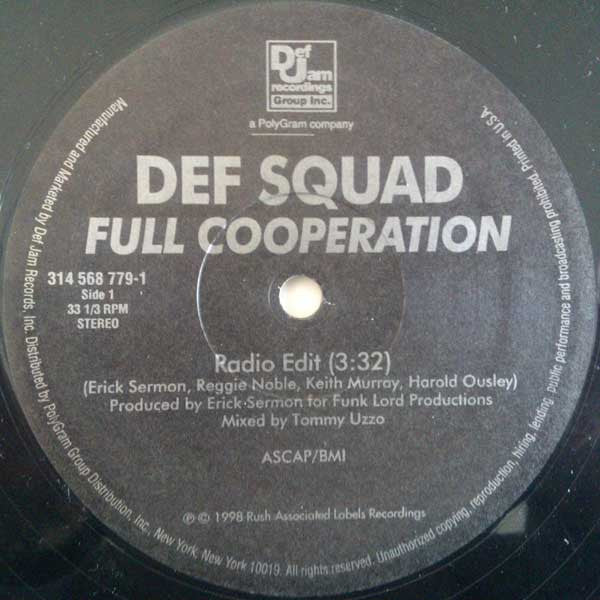 Def
Jam
recordings
Group Inc.
a PolyGram company
DEF SQUAD
FULL COOPERATION
314 568 779-1
Side 1
33 1/3 RPM
STEREO
Radio Edit (3:32)
(Erick Sermon, Reggie Noble, Keith Murray, Harold Ousley)
Produced by Erick Sermon for Funk Lord Productions
Mixed by Tommy Uzzo
ASCAP/BMI
℗ © 1998 Rush Associated Labels Recordings
Manufactured and Marketed by Def Jam Records, Inc. Distributed by PolyGram Group Distribution, Inc., New York, New York 10019. All rights reserved. Unauthorized copying, reproduction, hiring, lending, public performance and broadcasting prohibited. Printed in U.S.A.